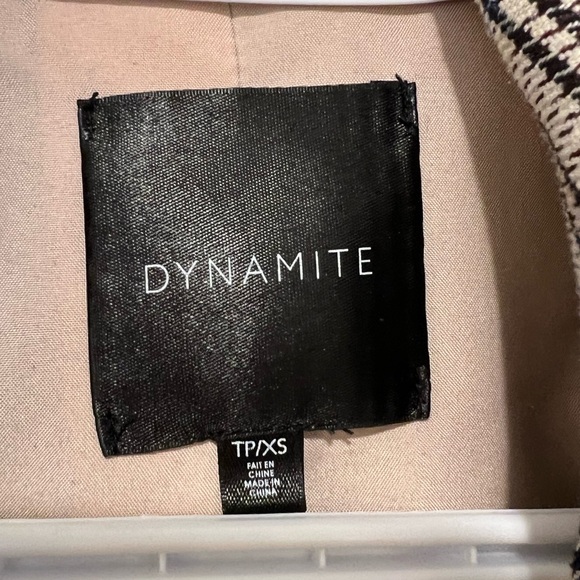 DYNAMITE
TP/XS
FAIT EN
CHINE
MADE IN
CHINA